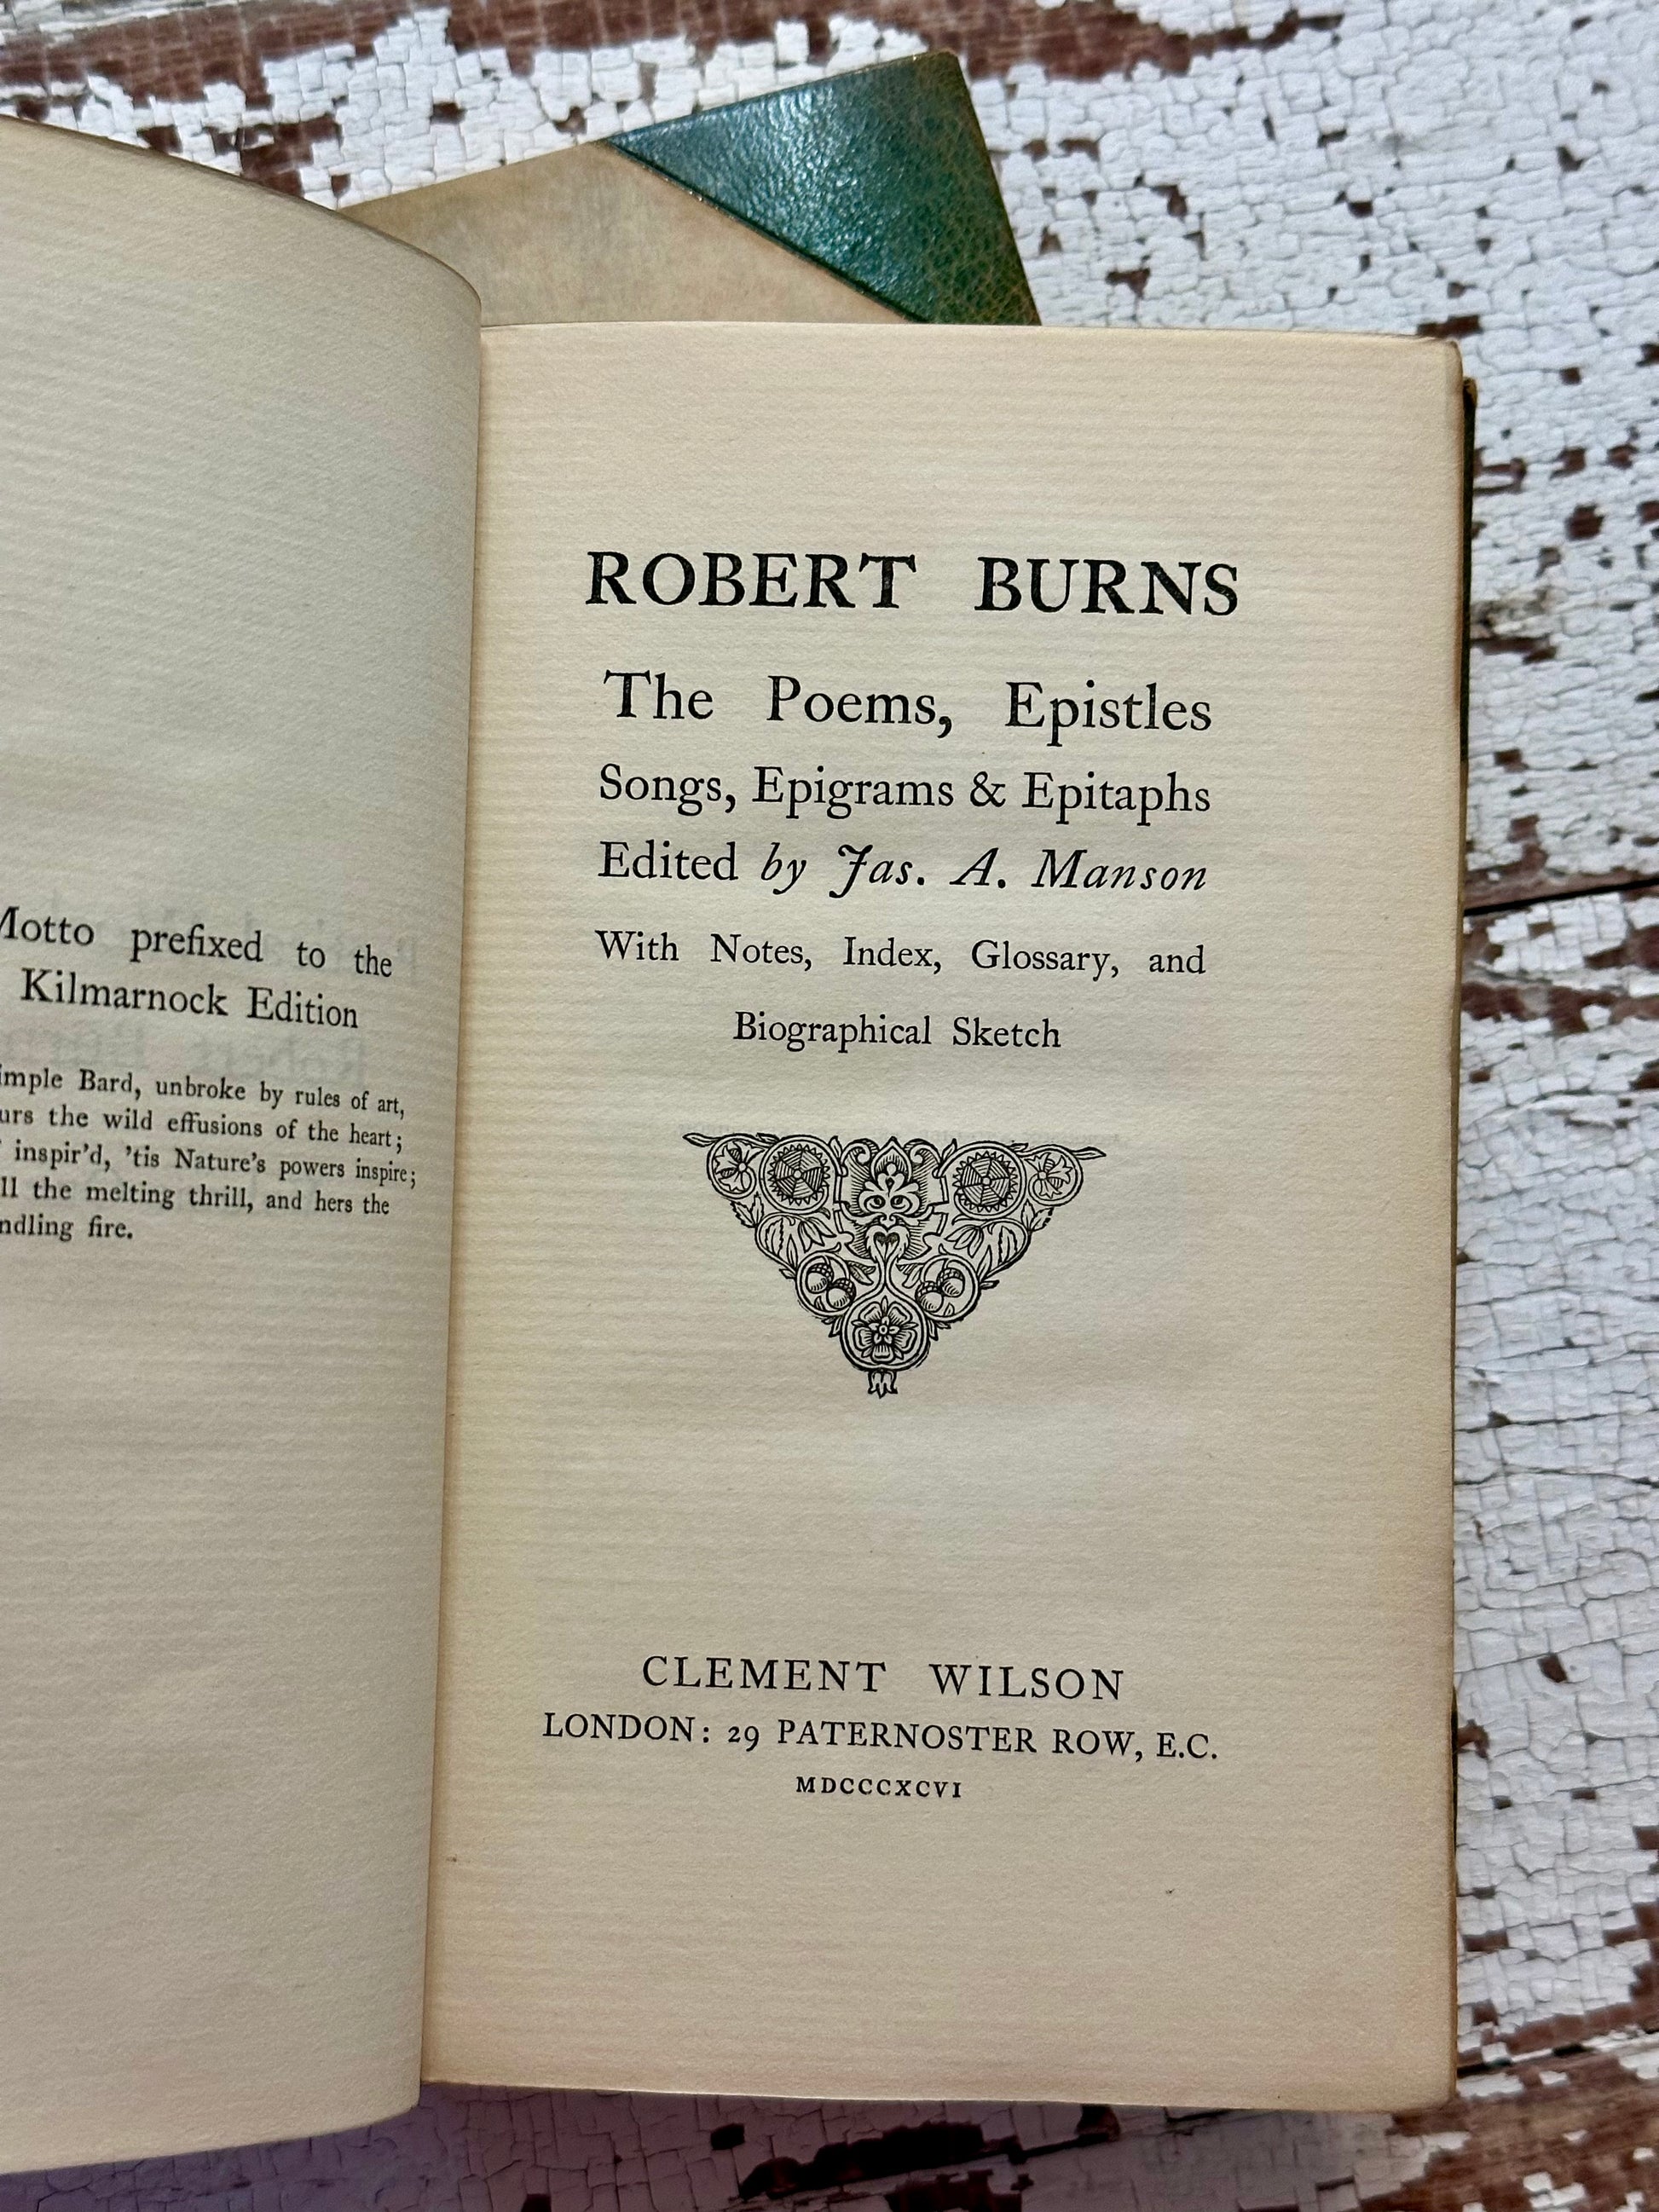 Motto prefixed to the
Kilmarnock Edition
Bard, unbroke by rules of art,
the wild effusions of the heart;
inspir'd, 'tis Nature's powers inspire;
the melting thrill, and hers the
fire.
ROBERT BURNS
The Poems, Epistles
Songs, Epigrams & Epitaphs
Edited by Jas. A. Manson
With Notes, Index, Glossary, and
Biographical Sketch
CLEMENT WILSON
LONDON: 29 PATERNOSTER ROW, E.C.
MDCCCXCVI